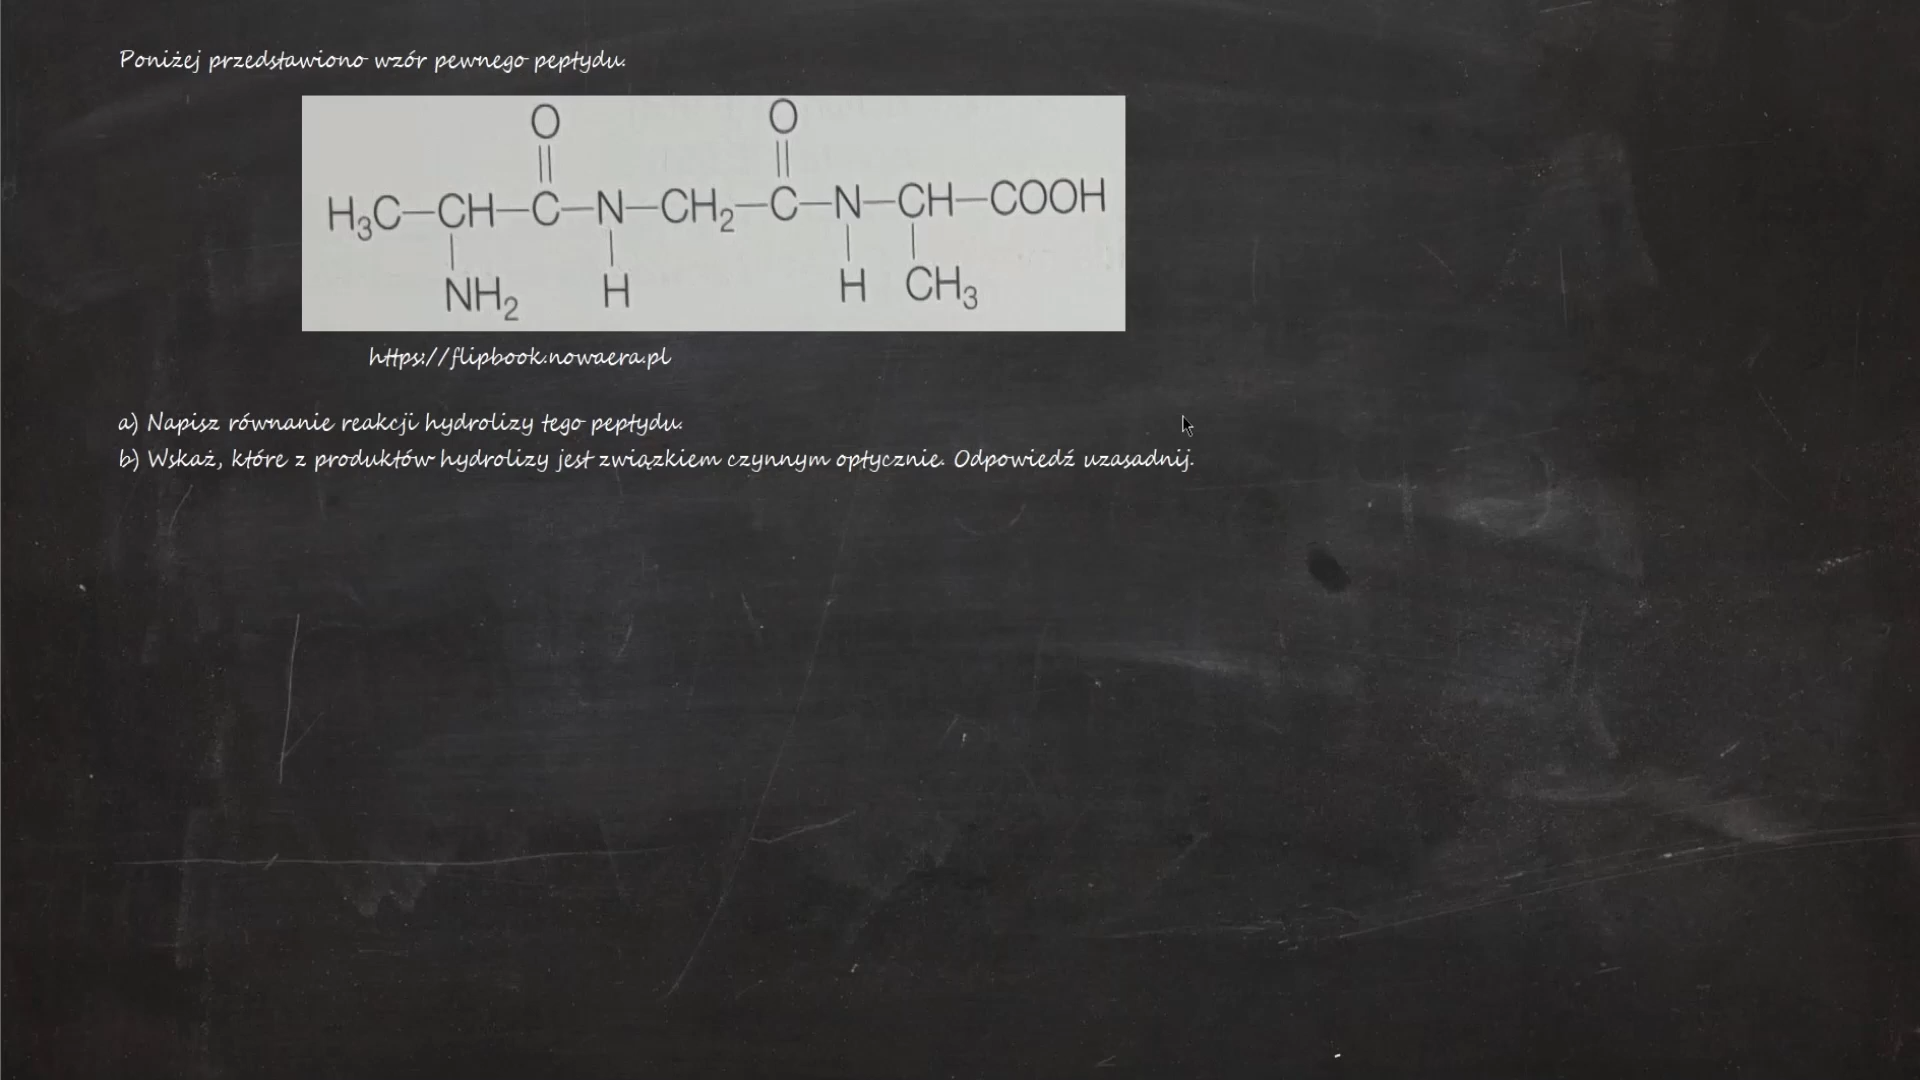 Poniżej przedstawiono wzór pewnego peptydu.
O O
H₃C—CH—C—N—CH₂—C—N—CH—COOH
NH₂ H H CH₃
https://flipbook.nowaera.pl
a) Napisz równanie reakcji hydrolizy tego peptydu.
b) Wskaż, które z produktów hydrolizy jest związkiem czynnym optycznie. Odpowiedź uzasadnij.